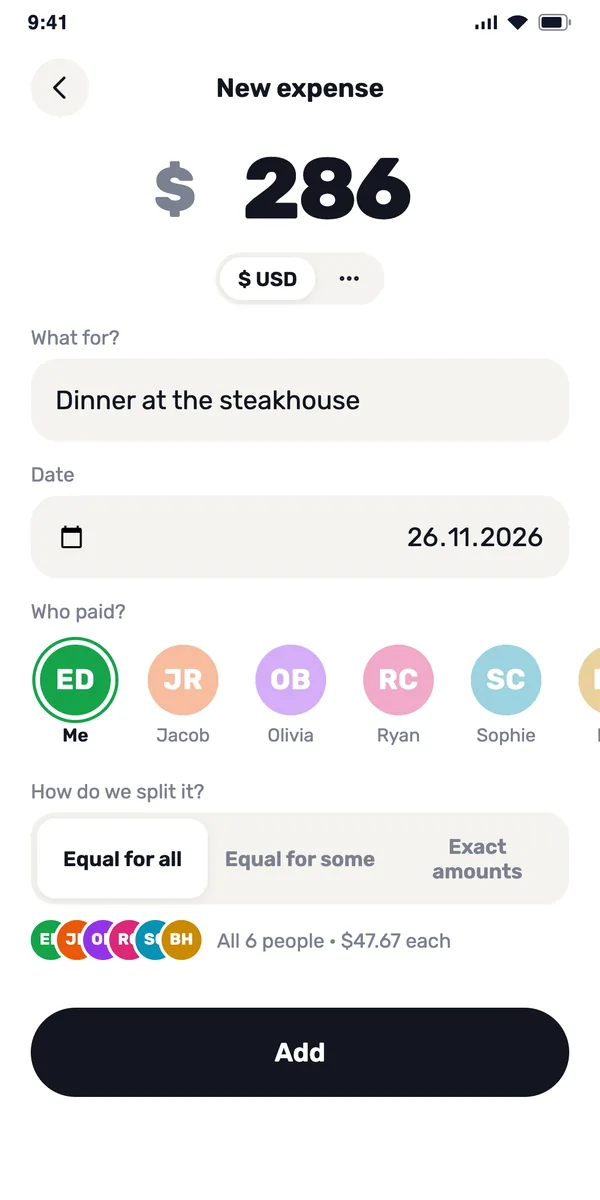 9:41
New expense
$ 286
$ USD •••
What for?
Dinner at the steakhouse
Date
26.11.2026
Who paid?
ED JR OB RC SC
Me Jacob Olivia Ryan Sophie
How do we split it?
Equal for all Equal for some Exact amounts
BH All 6 people • $47.67 each
Add